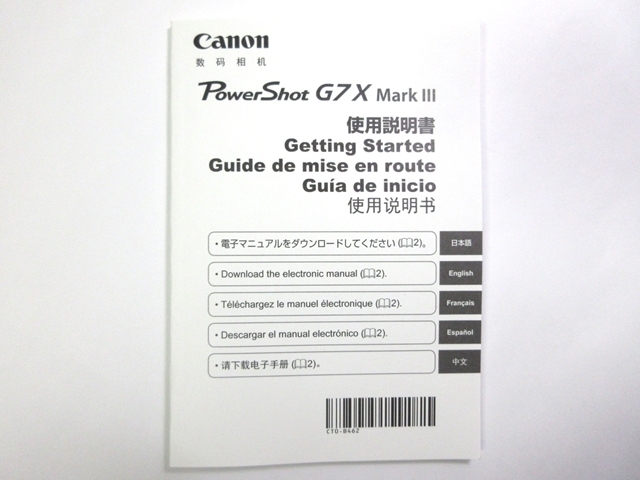 Canon
数码相机
PowerShot G7 X Mark III
使用説明書
Getting Started
Guide de mise en route
Guía de inicio
使用说明书
・電子マニュアルをダウンロードしてください(📖2)。 日本語
• Download the electronic manual (📖2). English
• Téléchargez le manuel électronique (📖2). Français
• Descargar el manual electrónico (📖2). Español
• 请下载电子手册(📖2)。 中文
CT0-B462